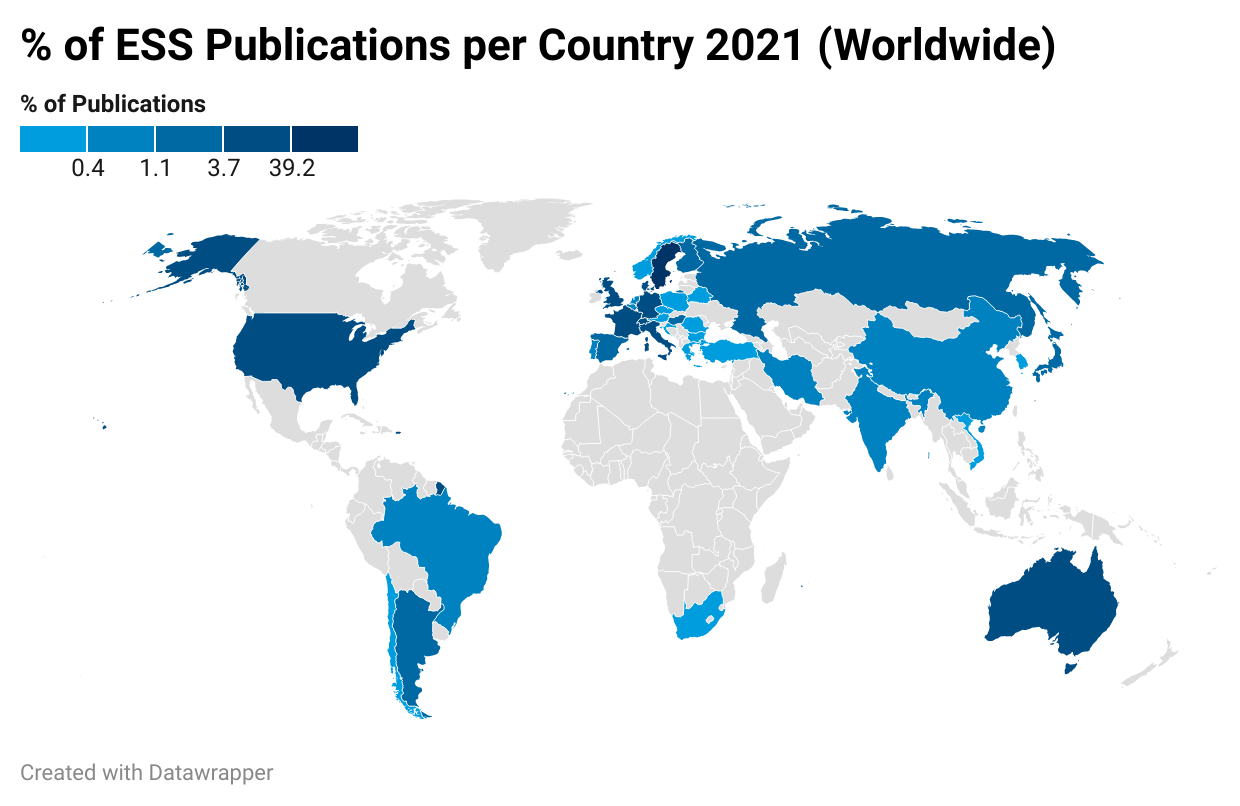 % of ESS Publications per Country 2021 (Worldwide)
% of Publications
0.4 1.1 3.7 39.2
Created with Datawrapper